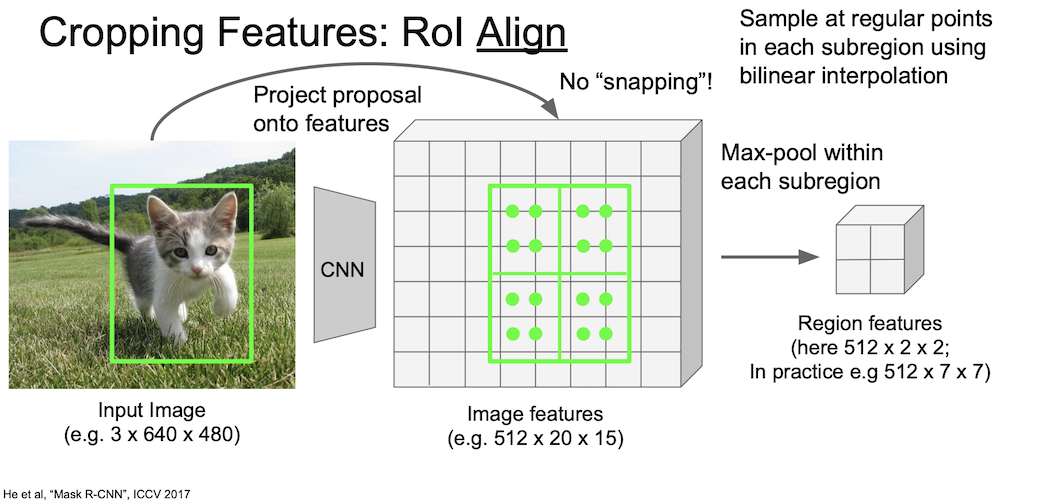 Cropping Features: RoI Align
Sample at regular points
in each subregion using
bilinear interpolation
No “snapping”!
Project proposal
onto features
Max-pool within
each subregion
CNN
Region features
(here 512 x 2 x 2;
In practice e.g 512 x 7 x 7)
Input Image
(e.g. 3 x 640 x 480)
Image features
(e.g. 512 x 20 x 15)
He et al, “Mask R-CNN”, ICCV 2017